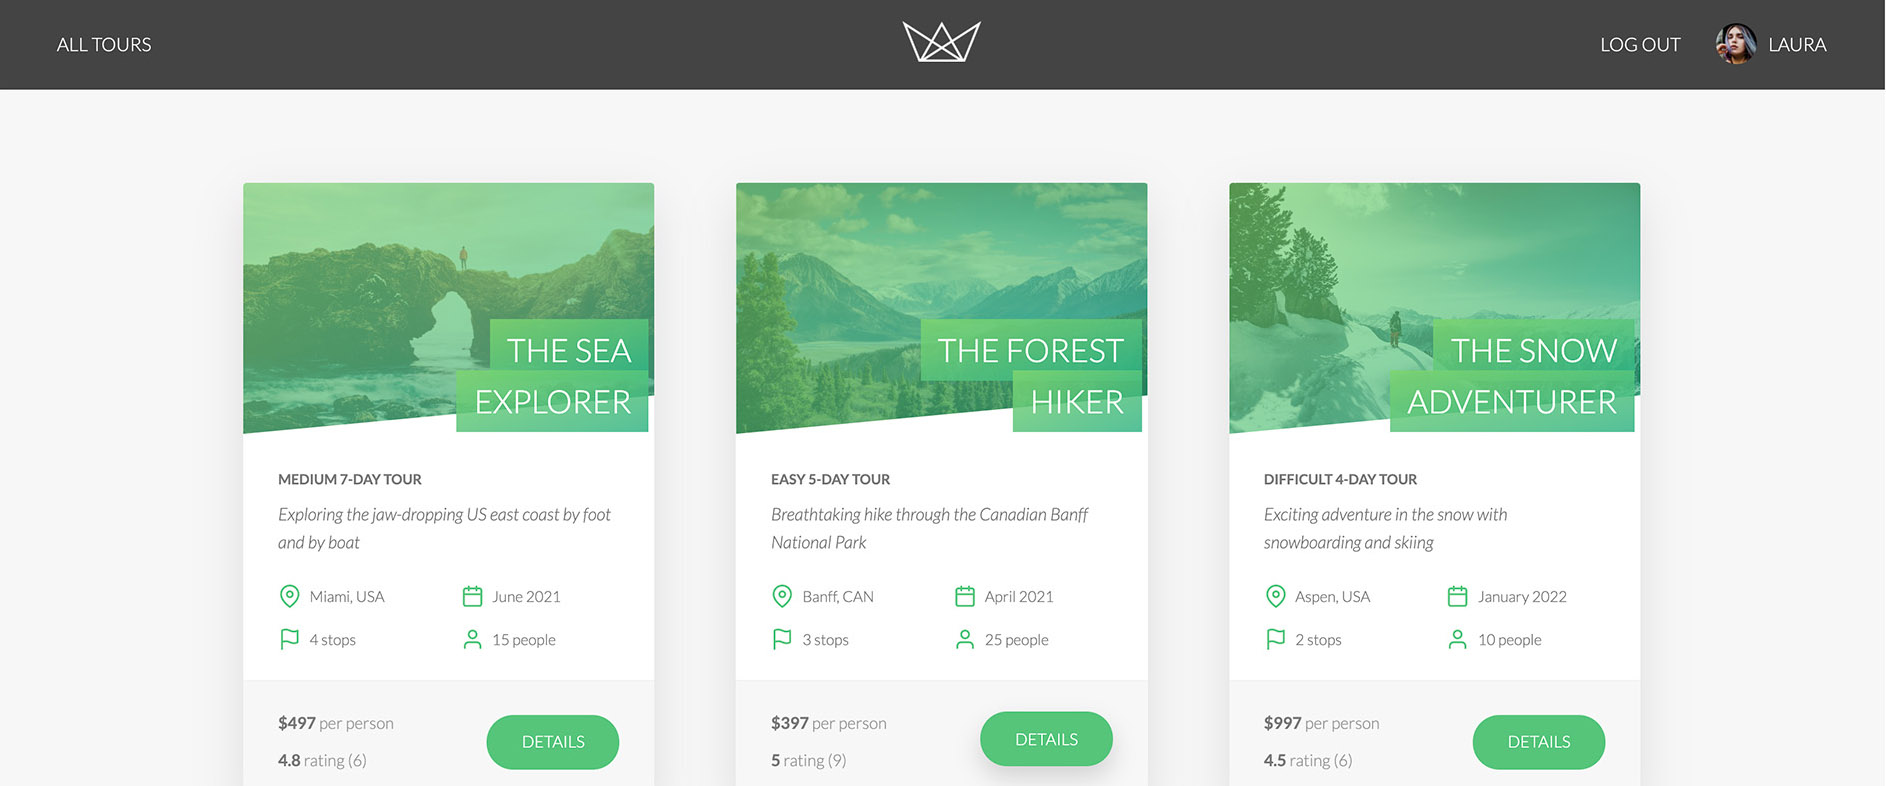 ALL TOURS
LOG OUT
LAURA
THE SEA
EXPLORER
MEDIUM 7-DAY TOUR
Exploring the jaw-dropping US east coast by foot
and by boat
Miami, USA
June 2021
4 stops
15 people
$497 per person
4.8 rating (6)
DETAILS
THE FOREST
HIKER
EASY 5-DAY TOUR
Breathtaking hike through the Canadian Banff
National Park
Banff, CAN
April 2021
3 stops
25 people
$397 per person
5 rating (9)
DETAILS
THE SNOW
ADVENTURER
DIFFICULT 4-DAY TOUR
Exciting adventure in the snow with
snowboarding and skiing
Aspen, USA
January 2022
2 stops
10 people
$997 per person
4.5 rating (6)
DETAILS